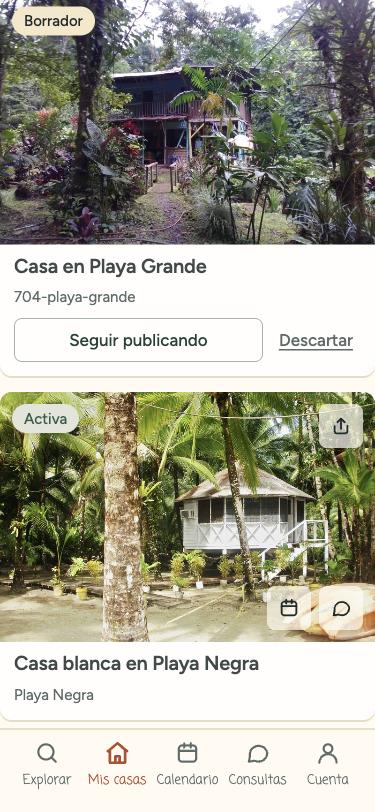 Borrador
Casa en Playa Grande
704-playa-grande
Seguir publicando
Descartar
Activa
Casa blanca en Playa Negra
Playa Negra
Explorar
Mis casas
Calendario
Consultas
Cuenta